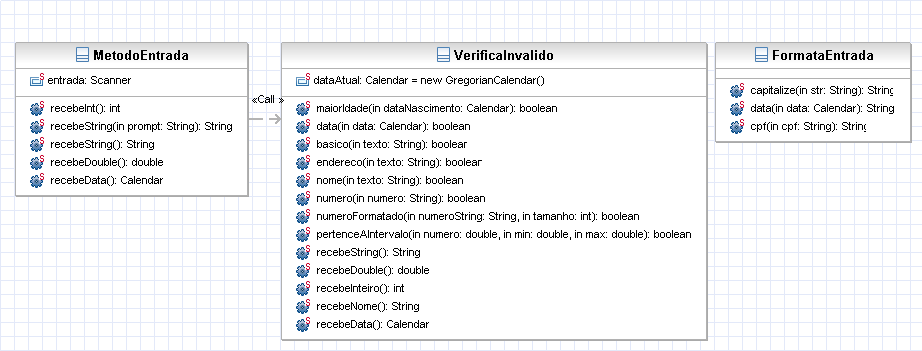 MetodoEntrada
entrada: Scanner
recebeInt(): int
recebeString(in prompt: String): String
recebeString(): String
recebeDouble(): double
recebeData(): Calendar
«Call »
VerificaInvalido
dataAtual: Calendar = new GregorianCalendar()
maiorIdade(in dataNascimento: Calendar): boolean
data(in data: Calendar): boolean
basico(in texto: String): boolear
endereco(in texto: String): boolear
nome(in texto: String): boolean
numero(in numero: String): boolean
numeroFormatado(in numeroString: String, in tamanho: int): boolean
pertenceAIntervalo(in numero: double, in min: double, in max: double): boolean
recebeString(): String
recebeDouble(): double
recebeInteiro(): int
recebeNome(): String
recebeData(): Calendar
FormataEntrada
capitalize(in str: String): String
data(in data: Calendar): String
cpf(in cpf: String): String